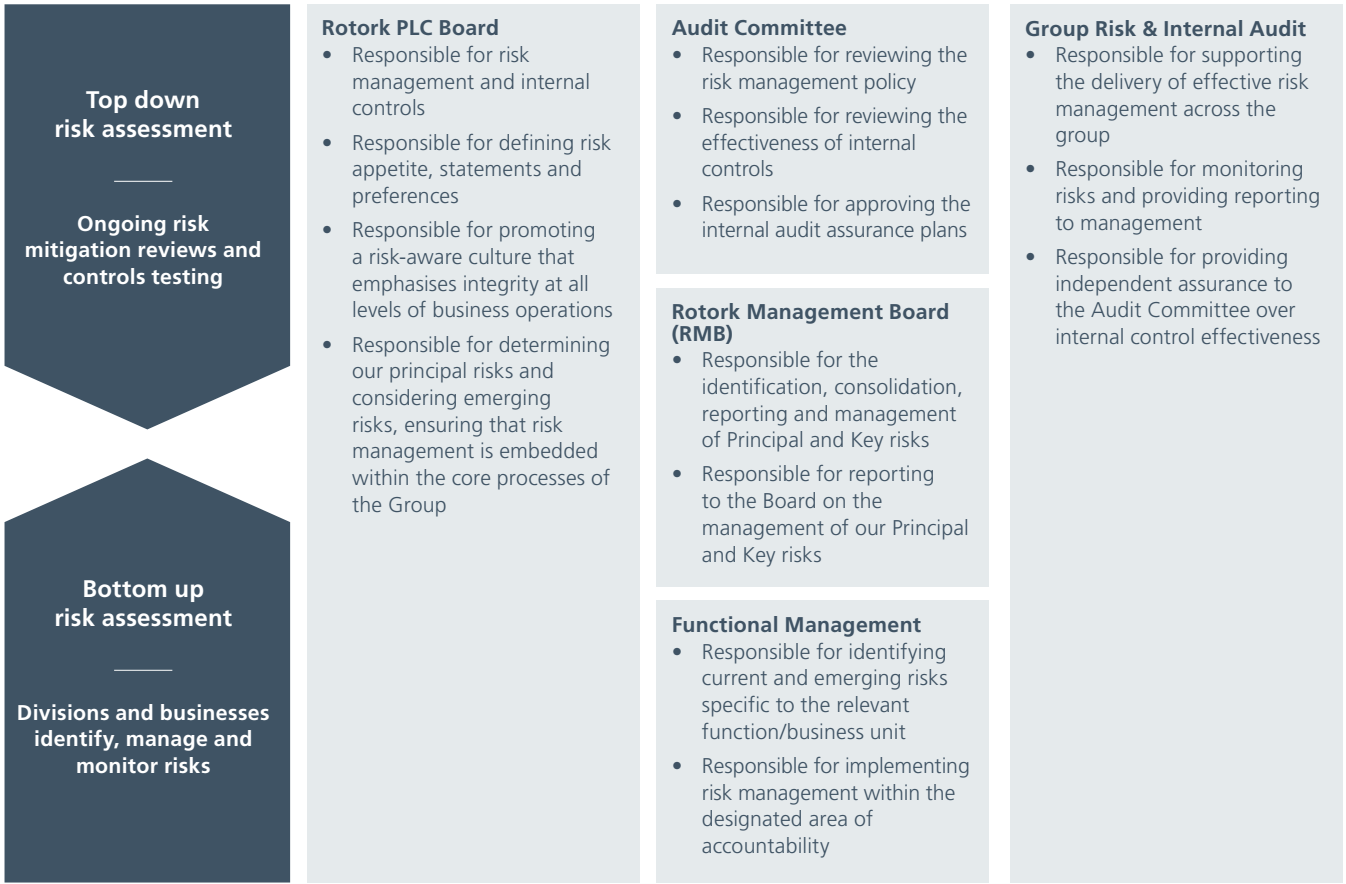 Top down
risk assessment
Ongoing risk
mitigation reviews and
controls testing
Bottom up
risk assessment
Divisions and businesses
identify, manage and
monitor risks
Rotork PLC Board
• Responsible for risk
management and internal
controls
• Responsible for defining risk
appetite, statements and
preferences
• Responsible for promoting
a risk-aware culture that
emphasises integrity at all
levels of business operations
• Responsible for determining
our principal risks and
considering emerging
risks, ensuring that risk
management is embedded
within the core processes of
the Group
Audit Committee
• Responsible for reviewing the
risk management policy
• Responsible for reviewing the
effectiveness of internal
controls
• Responsible for approving the
internal audit assurance plans
Rotork Management Board
(RMB)
• Responsible for the
identification, consolidation,
reporting and management
of Principal and Key risks
• Responsible for reporting
to the Board on the
management of our Principal
and Key risks
Functional Management
• Responsible for identifying
current and emerging risks
specific to the relevant
function/business unit
• Responsible for implementing
risk management within the
designated area of
accountability
Group Risk & Internal Audit
• Responsible for supporting
the delivery of effective risk
management across the
group
• Responsible for monitoring
risks and providing reporting
to management
• Responsible for providing
independent assurance to
the Audit Committee over
internal control effectiveness